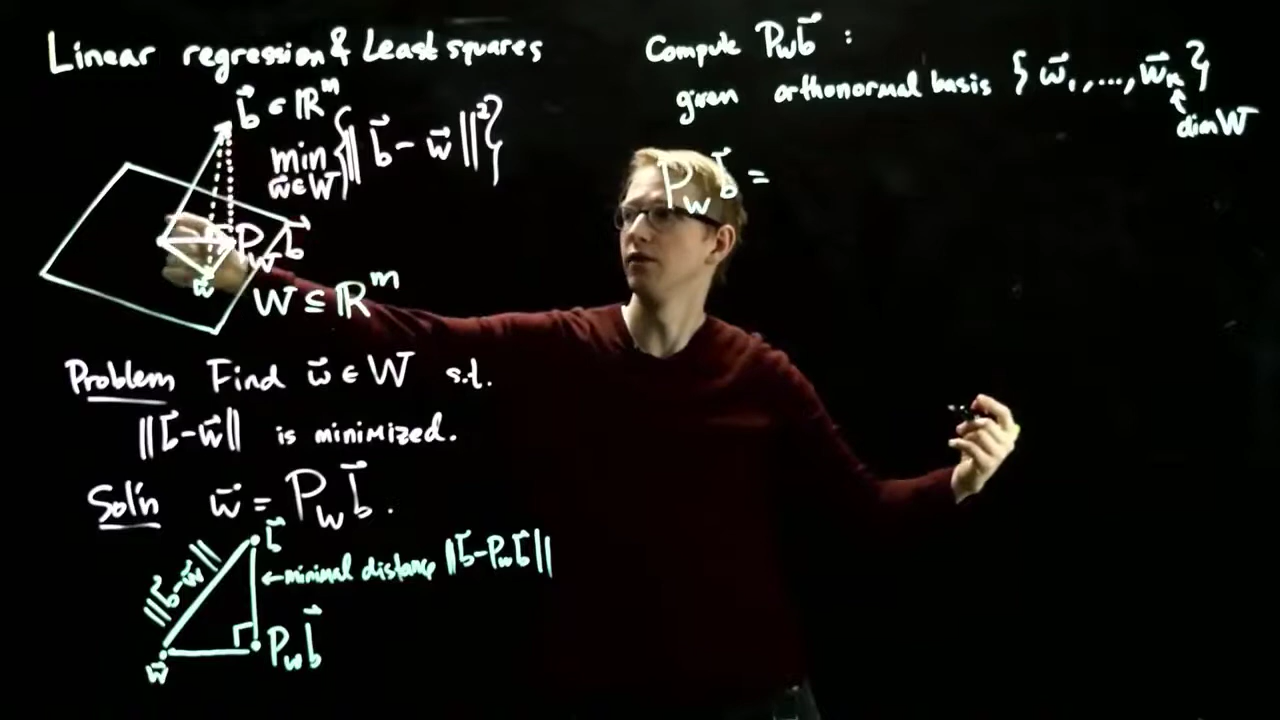 Linear regression & Least squares
b⃗ ∈ ℝᵐ
min {‖b⃗ − w⃗‖²}
w⃗∈W
P_W b⃗
w⃗
W ⊆ ℝᵐ
Problem Find w⃗ ∈ W s.t.
‖b⃗−w⃗‖ is minimized.
Sol'n w⃗ = P_W b⃗.
b⃗
‖b⃗−w⃗‖
←minimal distance ‖b⃗−P_W b⃗‖
w⃗
P_W b⃗
Compute P_W b⃗ :
given orthonormal basis {w⃗₁,...,w⃗ₖ}
↑
dim W
P_W b⃗ =